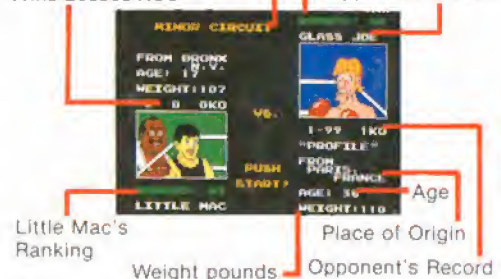 MINOR CIRCUIT
GLASS JOE
FROM BRONX
N.Y.
AGE: 17
WEIGHT:107
0 0KO
VS.
1-99 1KO
"PROFILE"
FROM
PARIS,
FRANCE
PUSH
START!
AGE: 38
WEIGHT:110
LITTLE MAC
Age
Little Mac's
Ranking
Place of Origin
Weight pounds
Opponent's Record